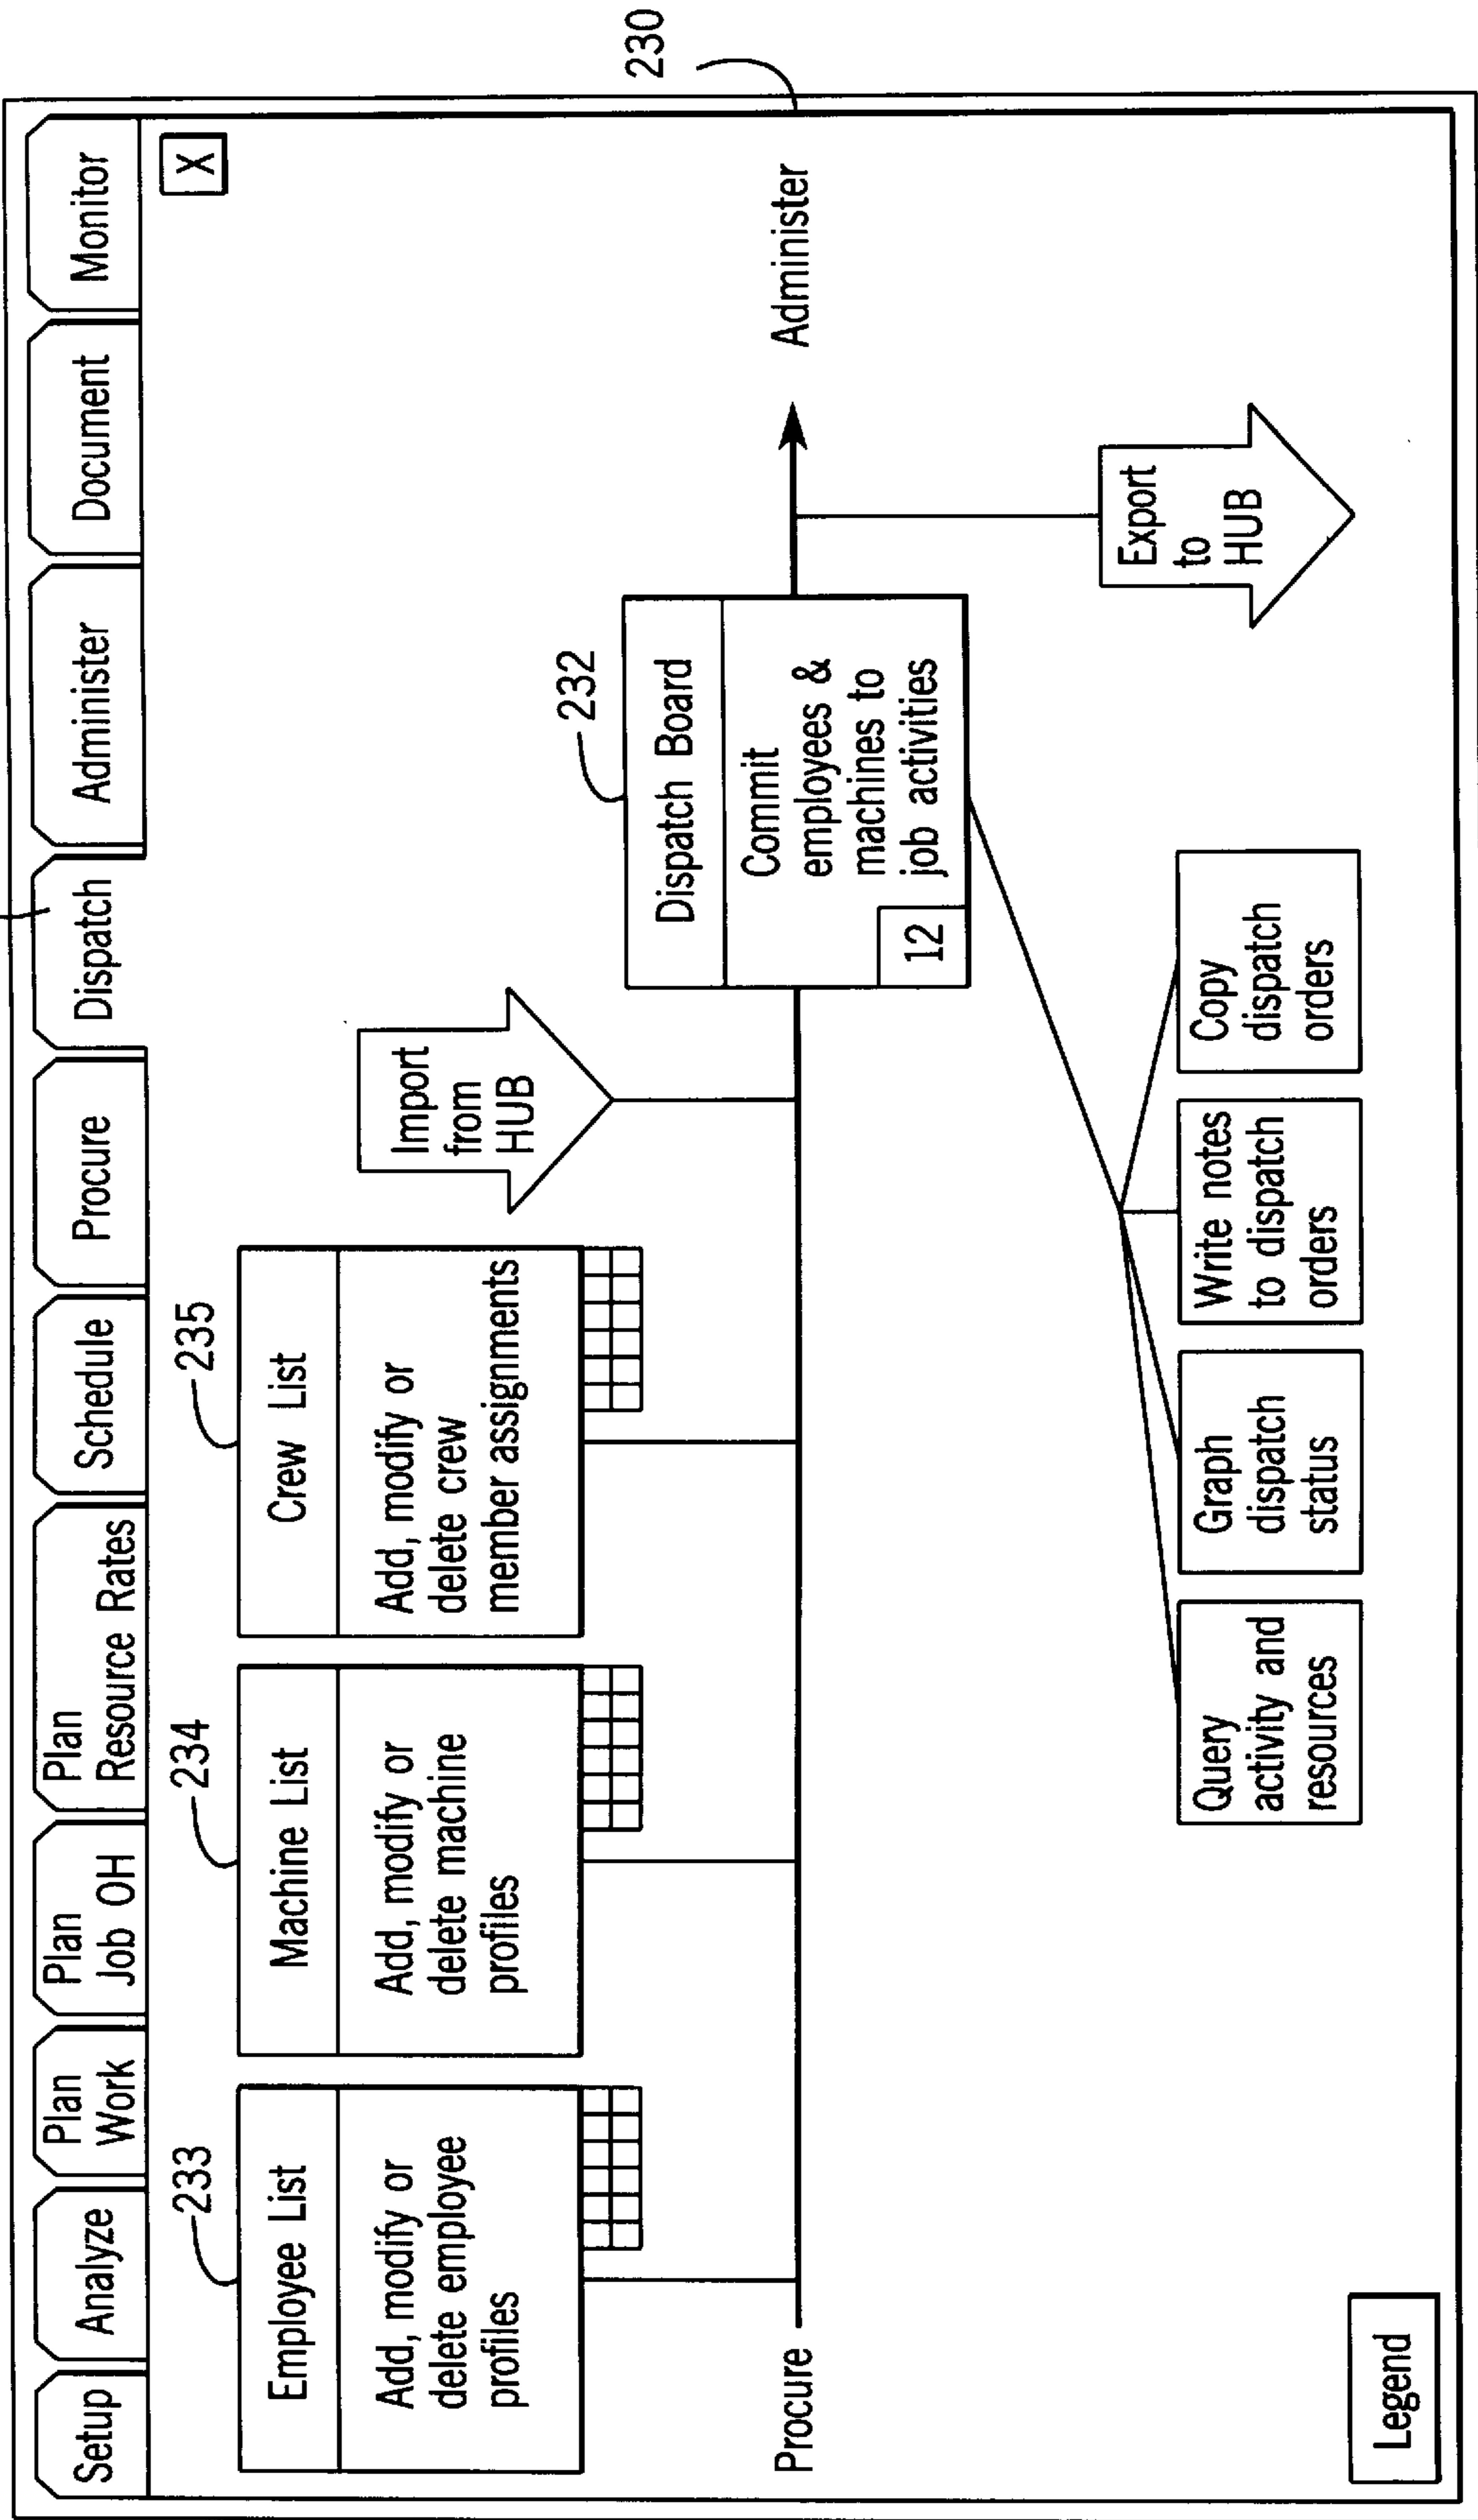 Setup
Analyze
Plan
Work
Plan
Job OH
Plan
Resource Rates
Schedule
Procure
Dispatch
Administer
Document
Monitor
X
230
233
Employee List
Add, modify or
delete employee
profiles
234
Machine List
Add, modify or
delete machine
profiles
235
Crew List
Add, modify or
delete crew
member assignments
Import
from
HUB
232
Dispatch Board
Commit
employees &
machines to
job activities
12
Procure
Administer
Export
to
HUB
Query
activity and
resources
Graph
dispatch
status
Write notes
to dispatch
orders
Copy
dispatch
orders
Legend